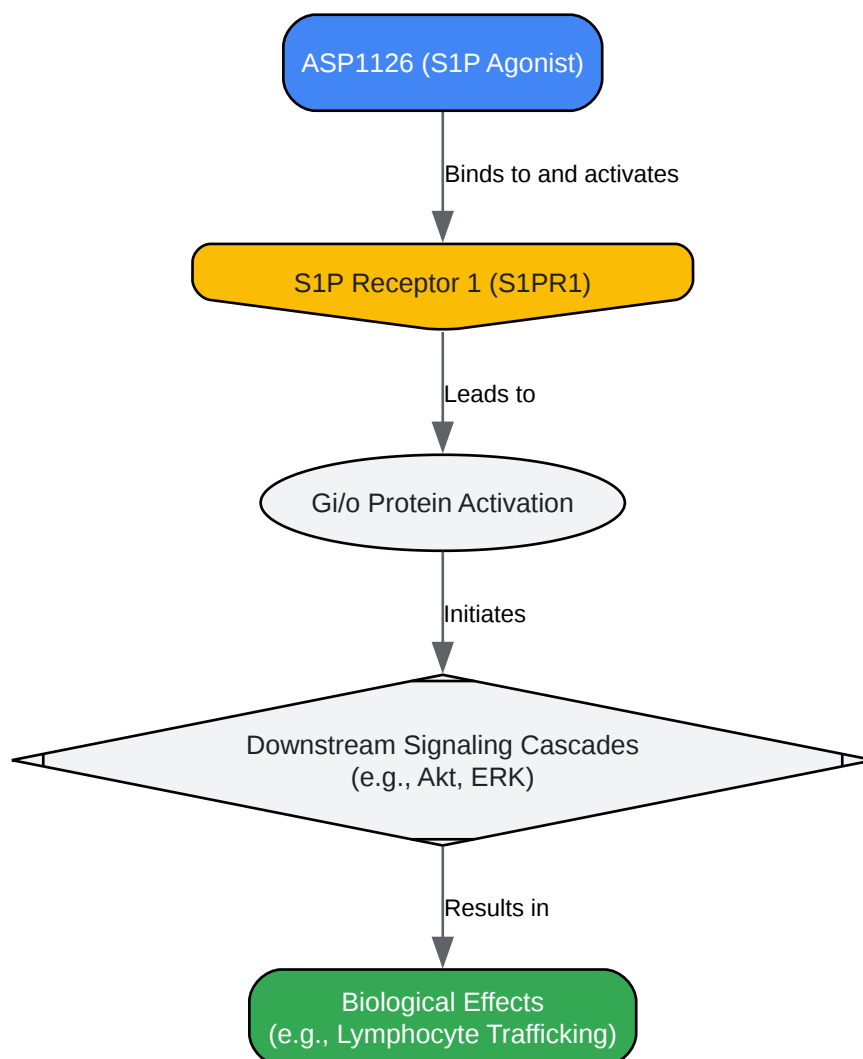 ASP1126 (S1P Agonist)
Binds to and activates
S1P Receptor 1 (S1PR1)
Leads to
Gi/o Protein Activation
Initiates
Downstream Signaling Cascades
(e.g., Akt, ERK)
Results in
Biological Effects
(e.g., Lymphocyte Trafficking)